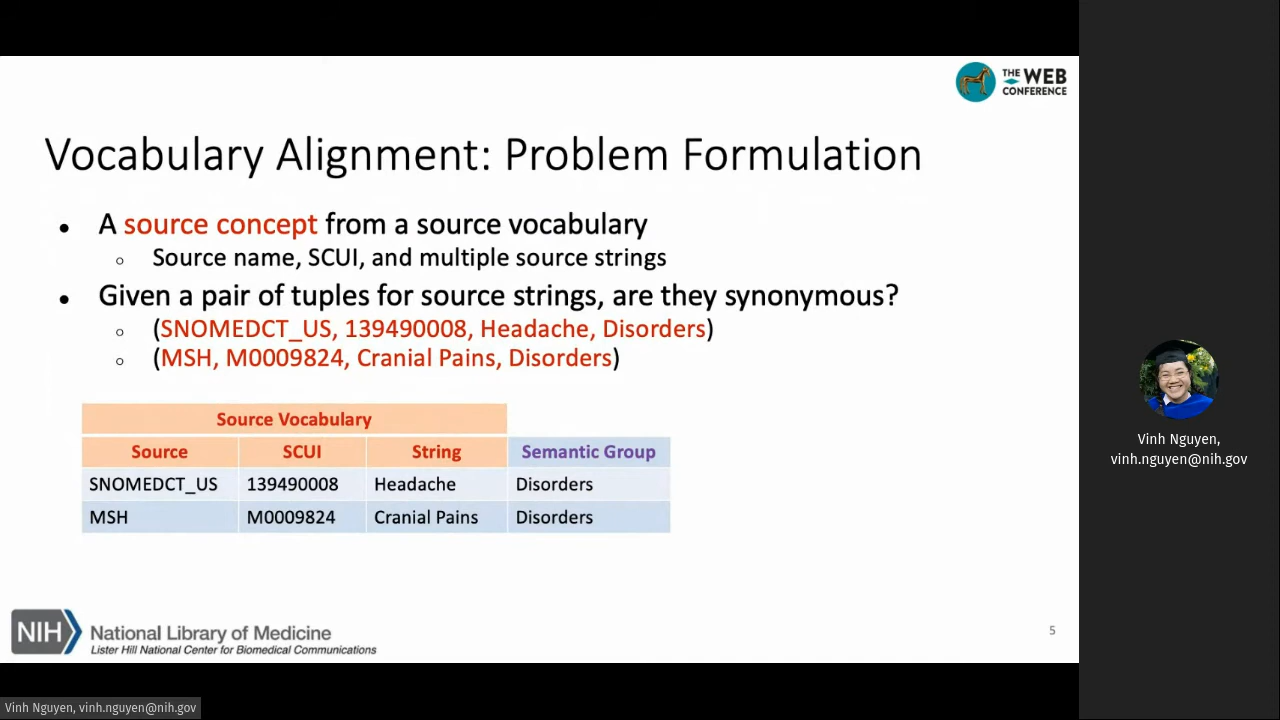 THE WEB
CONFERENCE
Vocabulary Alignment: Problem Formulation
● A source concept from a source vocabulary
○ Source name, SCUI, and multiple source strings
● Given a pair of tuples for source strings, are they synonymous?
○ (SNOMEDCT_US, 139490008, Headache, Disorders)
○ (MSH, M0009824, Cranial Pains, Disorders)
Source Vocabulary
Source SCUI String Semantic Group
SNOMEDCT_US 139490008 Headache Disorders
MSH M0009824 Cranial Pains Disorders
Vinh Nguyen,
vinh.nguyen@nih.gov
NIH National Library of Medicine
Lister Hill National Center for Biomedical Communications
5
Vinh Nguyen, vinh.nguyen@nih.gov